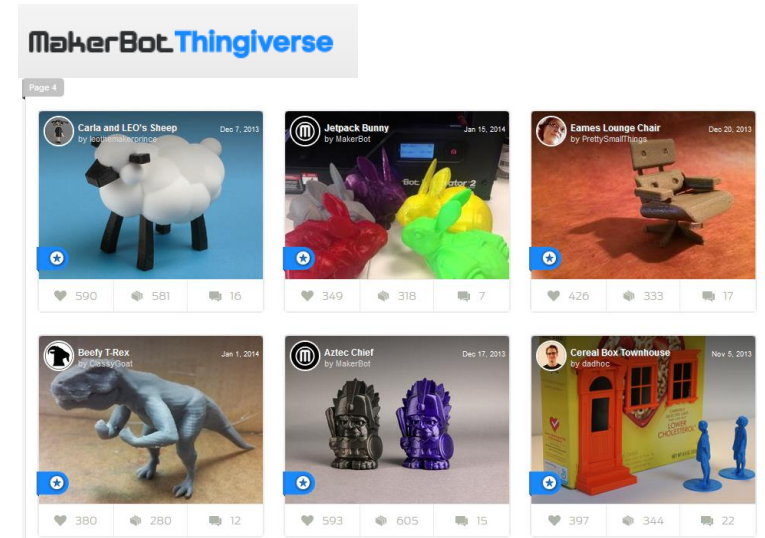 MakerBot Thingiverse
Page 4
Carla and LEO's Sheep
by leothemakerprince
Dec 7, 2013
590 581 16
Jetpack Bunny
by MakerBot
Jan 15, 2014
349 318 7
Eames Lounge Chair
by PrettySmallThings
Dec 20, 2013
426 333 17
Beefy T-Rex
by ClassyGoat
Jan 1, 2014
380 280 12
Aztec Chief
by MakerBot
Dec 17, 2013
593 605 15
Cereal Box Townhouse
by dadhoc
Nov 5, 2013
LOWER
CHOLESTEROL
397 344 22